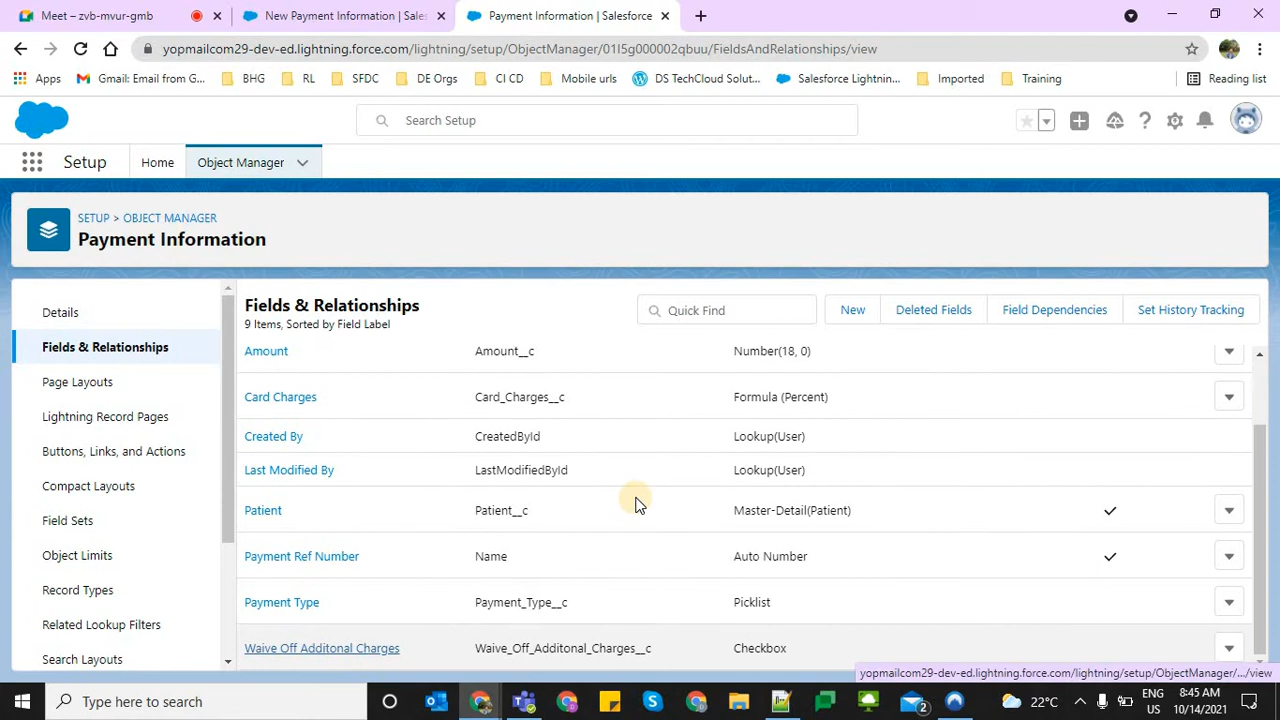 Meet – zvb-mvur-gmb
New Payment Information | Sales
Payment Information | Salesforce
yopmailcom29-dev-ed.lightning.force.com/lightning/setup/ObjectManager/01I5g000002qbuu/FieldsAndRelationships/view
Apps
Gmail: Email from G...
BHG
RL
SFDC
DE Orgs
CI CD
Mobile urls
DS TechCloud Solut...
Salesforce Lightnin...
Imported
Training
Reading list
Search Setup
Setup
Home
Object Manager
SETUP > OBJECT MANAGER
Payment Information
Details
Fields & Relationships
Page Layouts
Lightning Record Pages
Buttons, Links, and Actions
Compact Layouts
Field Sets
Object Limits
Record Types
Related Lookup Filters
Search Layouts
Fields & Relationships
9 Items, Sorted by Field Label
Quick Find
New
Deleted Fields
Field Dependencies
Set History Tracking
Amount Amount__c Number(18, 0)
Card Charges Card_Charges__c Formula (Percent)
Created By CreatedById Lookup(User)
Last Modified By LastModifiedById Lookup(User)
Patient Patient__c Master-Detail(Patient)
Payment Ref Number Name Auto Number
Payment Type Payment_Type__c Picklist
Waive Off Additonal Charges Waive_Off_Additonal_Charges__c Checkbox
yopmailcom29-dev-ed.lightning.force.com/lightning/setup/ObjectManager/.../view
Type here to search
2
22°C
ENG
US
8:45 AM
10/14/2021